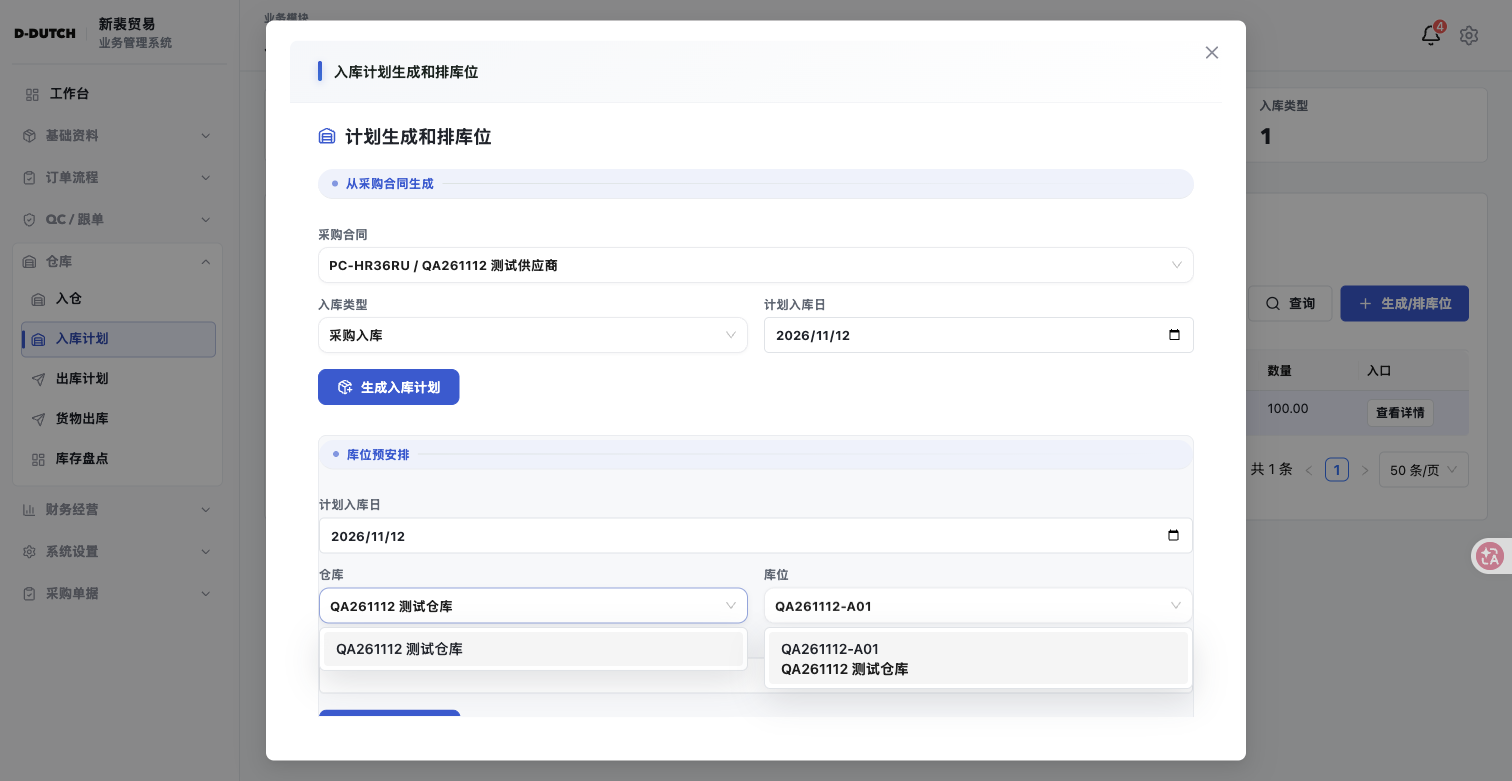 D-DUTCH
新裴贸易
业务管理系统
工作台
基础资料
订单流程
QC / 跟单
仓库
入仓
入库计划
出库计划
货物出库
库存盘点
财务经营
系统设置
采购单据
业务模块
4
入库类型
1
查询
生成/排库位
数量
入口
100.00
查看详情
共 1 条
1
50 条/页
入库计划生成和排库位
计划生成和排库位
从采购合同生成
采购合同
PC-HR36RU / QA261112 测试供应商
入库类型
计划入库日
采购入库
2026/11/12
生成入库计划
库位预安排
计划入库日
2026/11/12
仓库
库位
QA261112 测试仓库
QA261112-A01
QA261112 测试仓库
QA261112-A01
QA261112 测试仓库